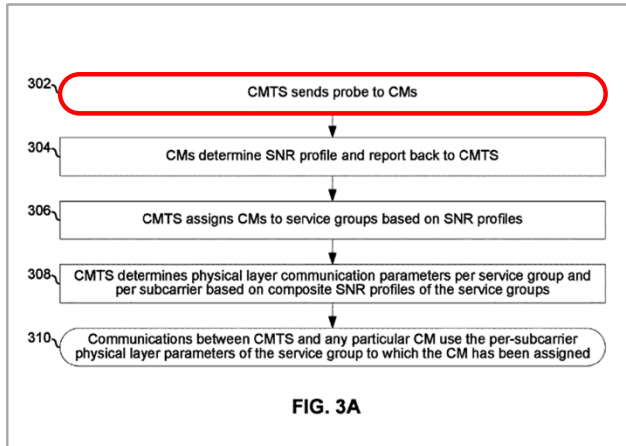 302
CMTS sends probe to CMs
304
CMs determine SNR profile and report back to CMTS
306
CMTS assigns CMs to service groups based on SNR profiles
308
CMTS determines physical layer communication parameters per service group and
per subcarrier based on composite SNR profiles of the service groups
310
Communications between CMTS and any particular CM use the per-subcarrier
physical layer parameters of the service group to which the CM has been assigned
FIG. 3A